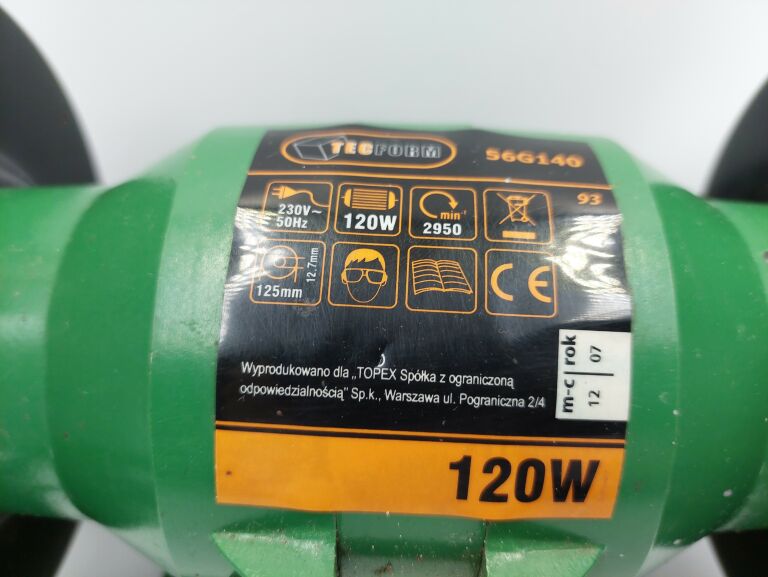 TECFORM 56G140
93
230V~
50Hz
120W
min⁻¹
2950
125mm
12.7mm
CE
Wyprodukowano dla „TOPEX Spółka z ograniczoną
odpowiedzialnością” Sp.k., Warszawa ul. Pograniczna 2/4
m-c rok
12 07
120W